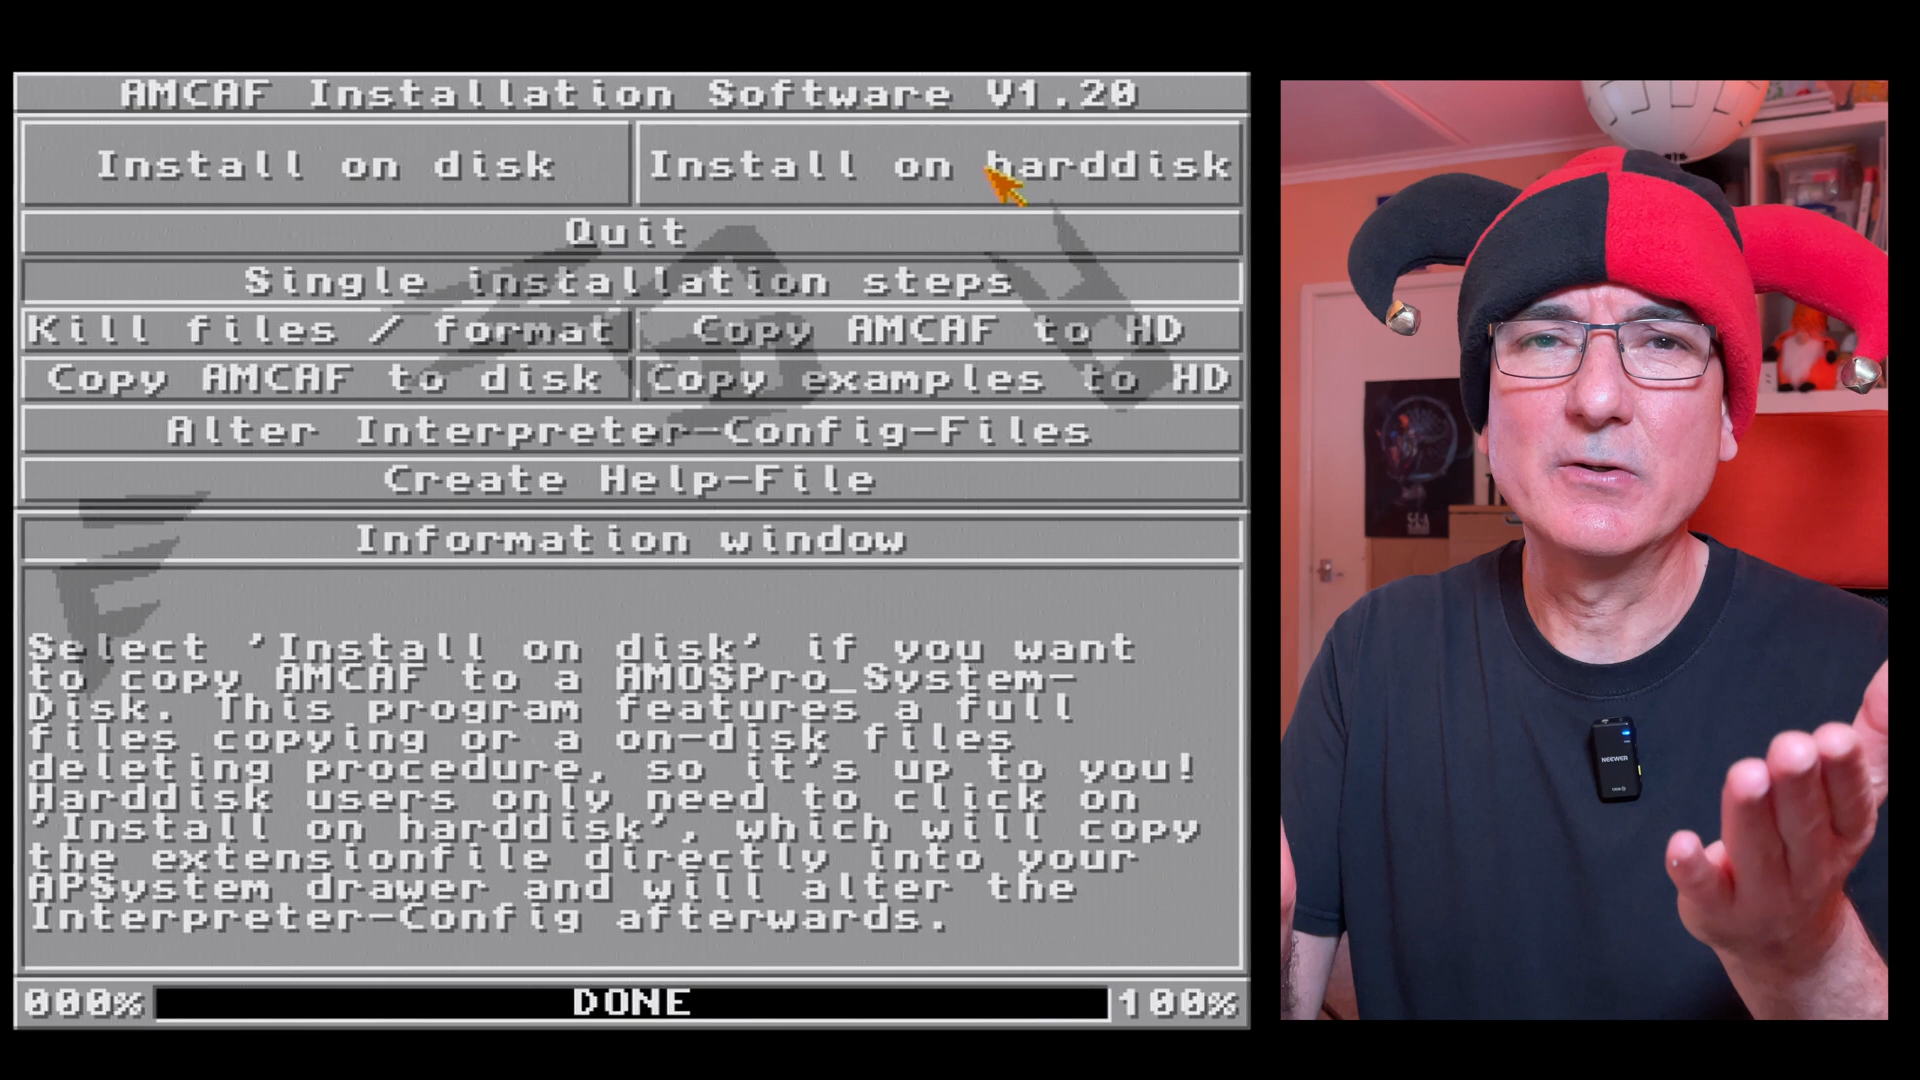 AMCAF Installation Software V1.20
Install on disk
Install on harddisk
Quit
Single installation steps
Kill files / format
Copy AMCAF to HD
Copy AMCAF to disk
Copy examples to HD
Alter Interpreter-Config-Files
Create Help-File
Information window
Select 'Install on disk' if you want
to copy AMCAF to a AMOSPro_System-
Disk. This program features a full
files copying or a on-disk files
deleting procedure, so it's up to you!
Harddisk users only need to click on
'Install on harddisk', which will copy
the extensionfile directly into your
APSystem drawer and will alter the
Interpreter-Config afterwards.
000% DONE 100%
NEEWER